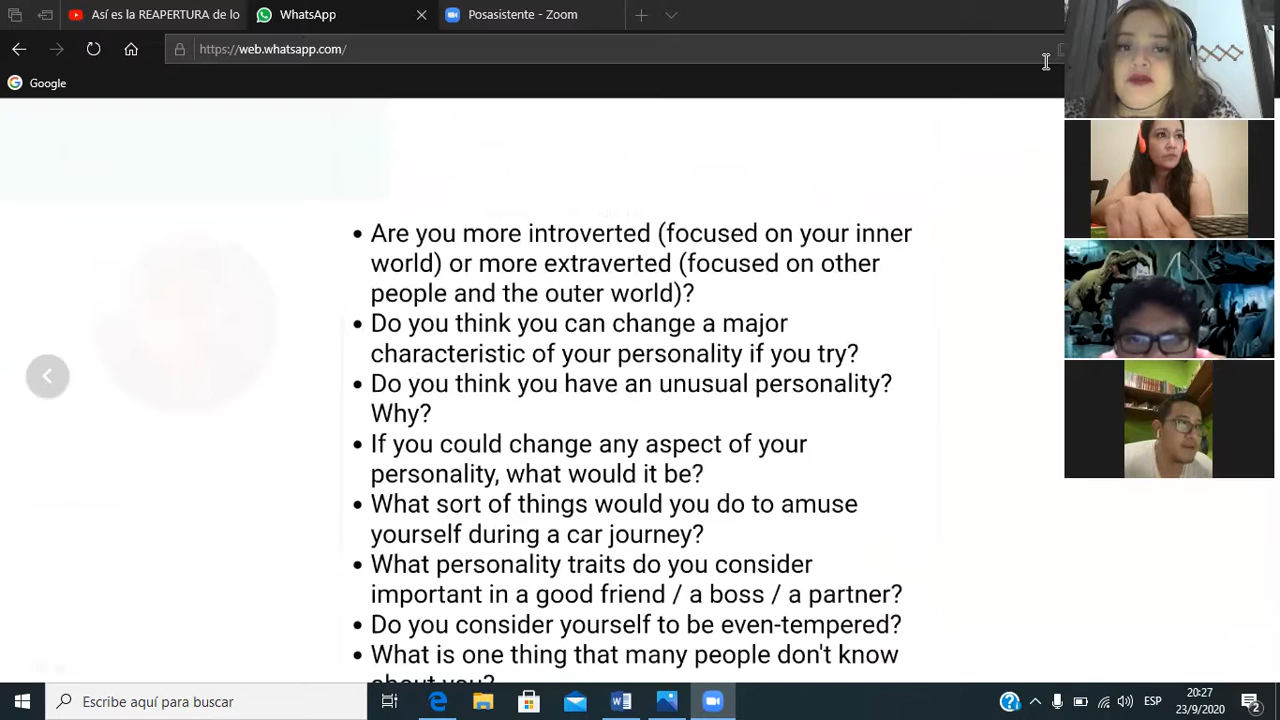 Así es la REAPERTURA de lo
WhatsApp
Posasistente - Zoom
https://web.whatsapp.com/
Google
• Are you more introverted (focused on your inner
world) or more extraverted (focused on other
people and the outer world)?
• Do you think you can change a major
characteristic of your personality if you try?
• Do you think you have an unusual personality?
Why?
• If you could change any aspect of your
personality, what would it be?
• What sort of things would you do to amuse
yourself during a car journey?
• What personality traits do you consider
important in a good friend / a boss / a partner?
• Do you consider yourself to be even-tempered?
• What is one thing that many people don't know
about you?
Escribe aquí para buscar
ESP
20:27
23/9/2020
2